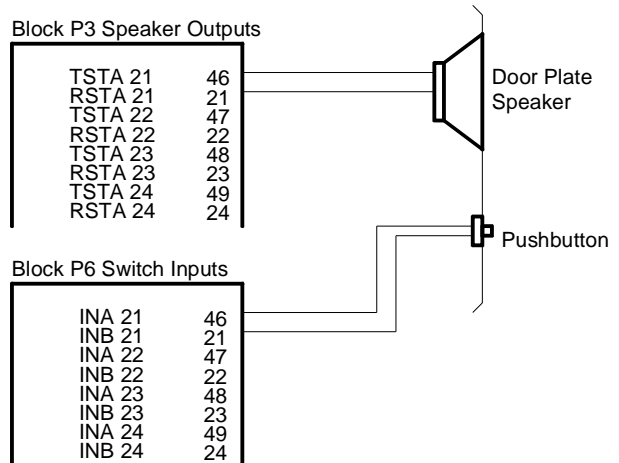 Block P3 Speaker Outputs
TSTA 21 46
RSTA 21 21
TSTA 22 47
RSTA 22 22
TSTA 23 48
RSTA 23 23
TSTA 24 49
RSTA 24 24
Door Plate
Speaker
Pushbutton
Block P6 Switch Inputs
INA 21 46
INB 21 21
INA 22 47
INB 22 22
INA 23 48
INB 23 23
INA 24 49
INB 24 24